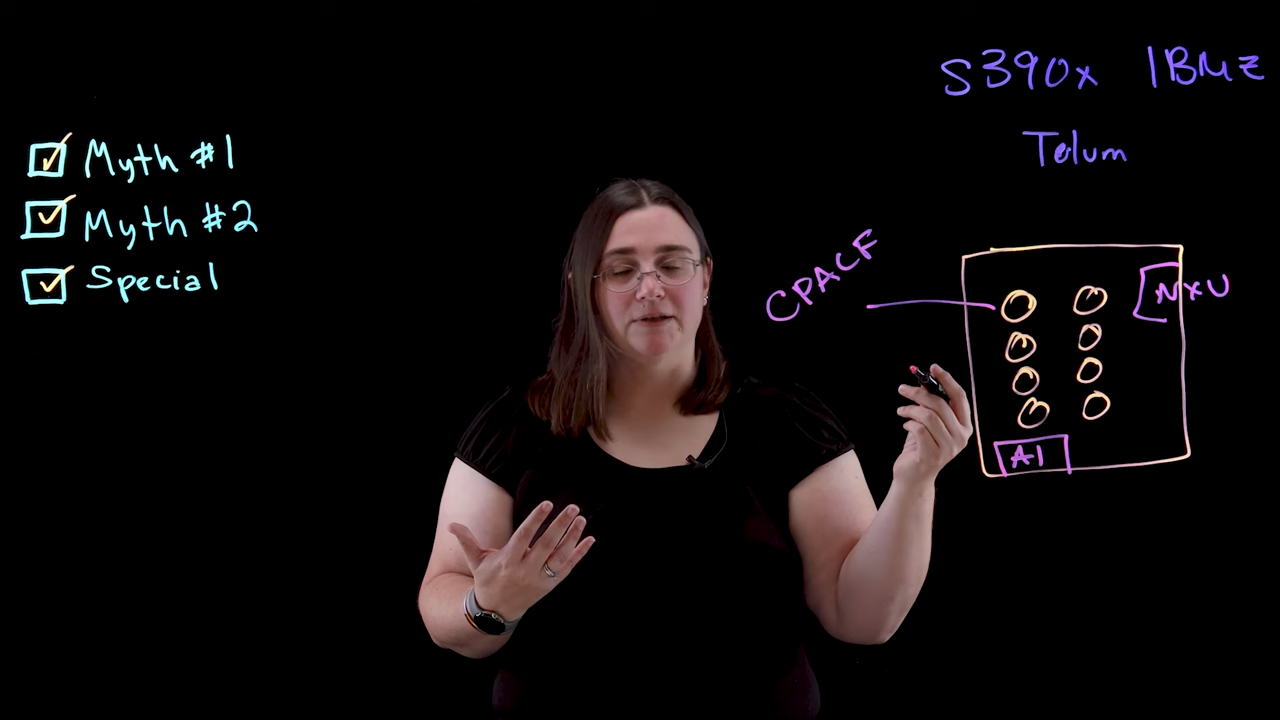 Myth #1
Myth #2
Special
S390x IBMz
Telum
CPACF
NXU
AI